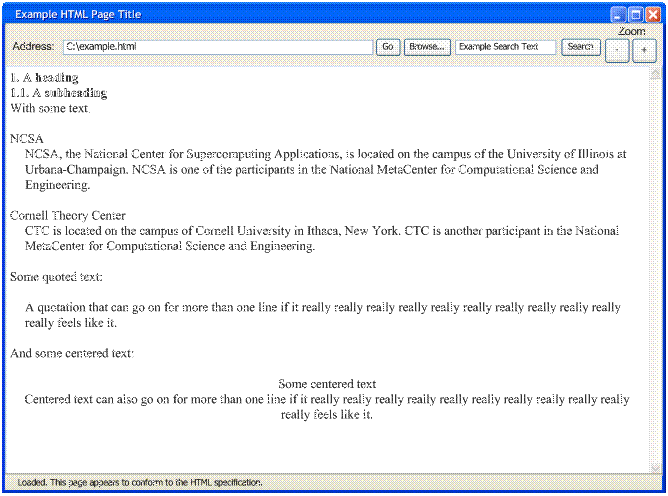 Example HTML Page Title
Zoom
Address: C:\example.html Go Browse... Example Search Text Search - +
1. A heading
1.1. A subheading
With some text.
NCSA
NCSA, the National Center for Supercomputing Applications, is located on the campus of the University of Illinois at
Urbana-Champaign. NCSA is one of the participants in the National MetaCenter for Computational Science and
Engineering.
Cornell Theory Center
CTC is located on the campus of Cornell University in Ithaca, New York. CTC is another participant in the National
MetaCenter for Computational Science and Engineering.
Some quoted text:
A quotation that can go on for more than one line if it really really really really really really really really really really
really feels like it.
And some centered text:
Some centered text
Centered text can also go on for more than one line if it really really really really really really really really really really
really feels like it.
Loaded. This page appears to conform to the HTML specification.